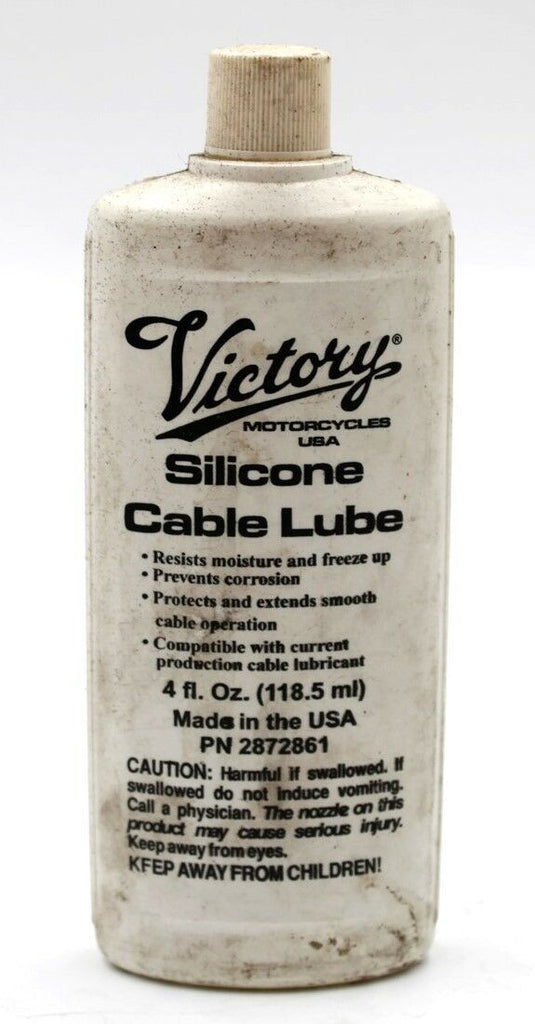 Victory®
MOTORCYCLES
USA
Silicone
Cable Lube
• Resists moisture and freeze up
• Prevents corrosion
• Protects and extends smooth
cable operation
• Compatible with current
production cable lubricant
4 fl. Oz. (118.5 ml)
Made in the USA
PN 2872861
CAUTION: Harmful if swallowed. If
swallowed do not induce vomiting.
Call a physician. The nozzle on this
product may cause serious injury.
Keep away from eyes.
KEEP AWAY FROM CHILDREN!